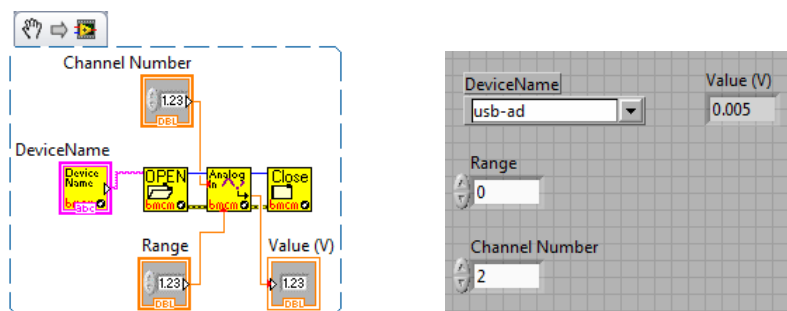 Channel Number
1.23
DBL
DeviceName
Device
Name
bmcm
abc
OPEN
bmcm
Analog
In
bmcm
Close
bmcm
Range
1.23
DBL
Value (V)
1.23
DBL
DeviceName
usb-ad
Value (V)
0.005
Range
0
Channel Number
2